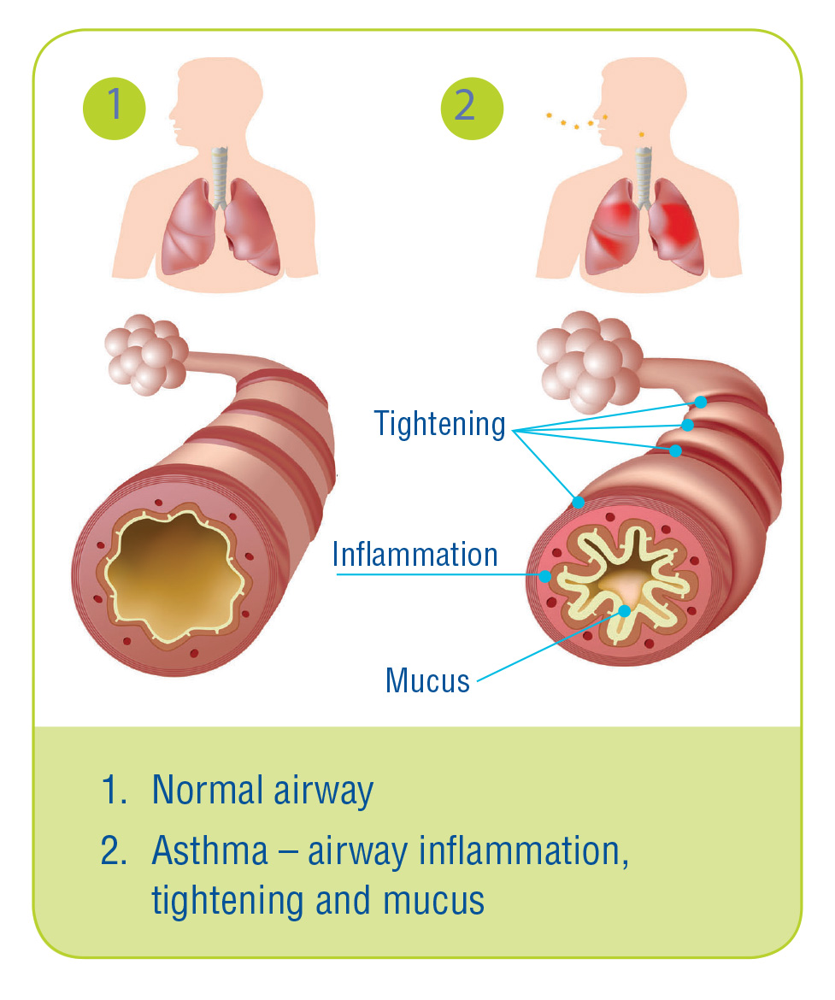 1
2
Tightening
Inflammation
Mucus
1. Normal airway
2. Asthma – airway inflammation,
tightening and mucus